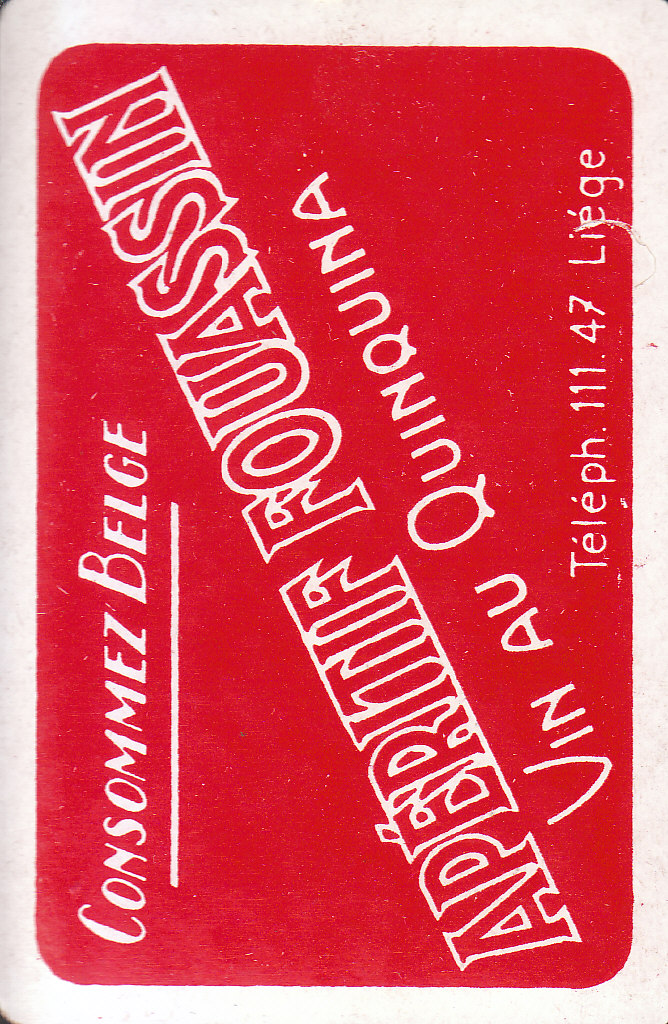 CONSOMMEZ BELGE
APÉRITIF FOUASSIN
VIN AU QUINQUINA
Téléph. 111.47 Liége